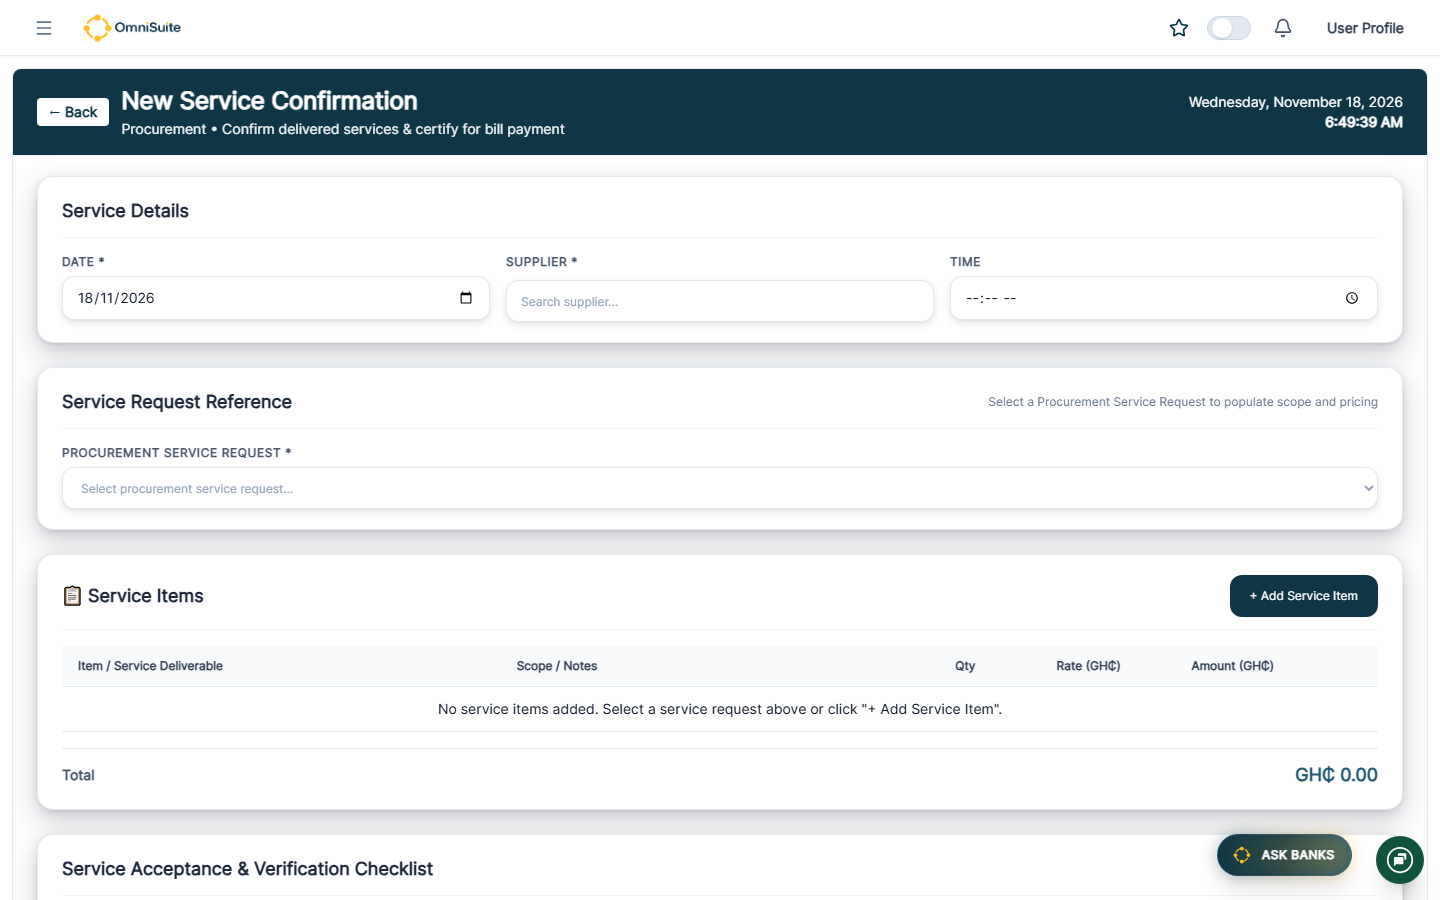 OmniSuite
User Profile
← Back
New Service Confirmation
Procurement • Confirm delivered services & certify for bill payment
Wednesday, November 18, 2026
6:49:39 AM
Service Details
DATE *
SUPPLIER *
TIME
18/11/2026
Search supplier...
--:-- --
Service Request Reference
Select a Procurement Service Request to populate scope and pricing
PROCUREMENT SERVICE REQUEST *
Select procurement service request...
📋 Service Items
+ Add Service Item
Item / Service Deliverable
Scope / Notes
Qty
Rate (GH₵)
Amount (GH₵)
No service items added. Select a service request above or click "+ Add Service Item".
Total
GH₵ 0.00
Service Acceptance & Verification Checklist
ASK BANKS